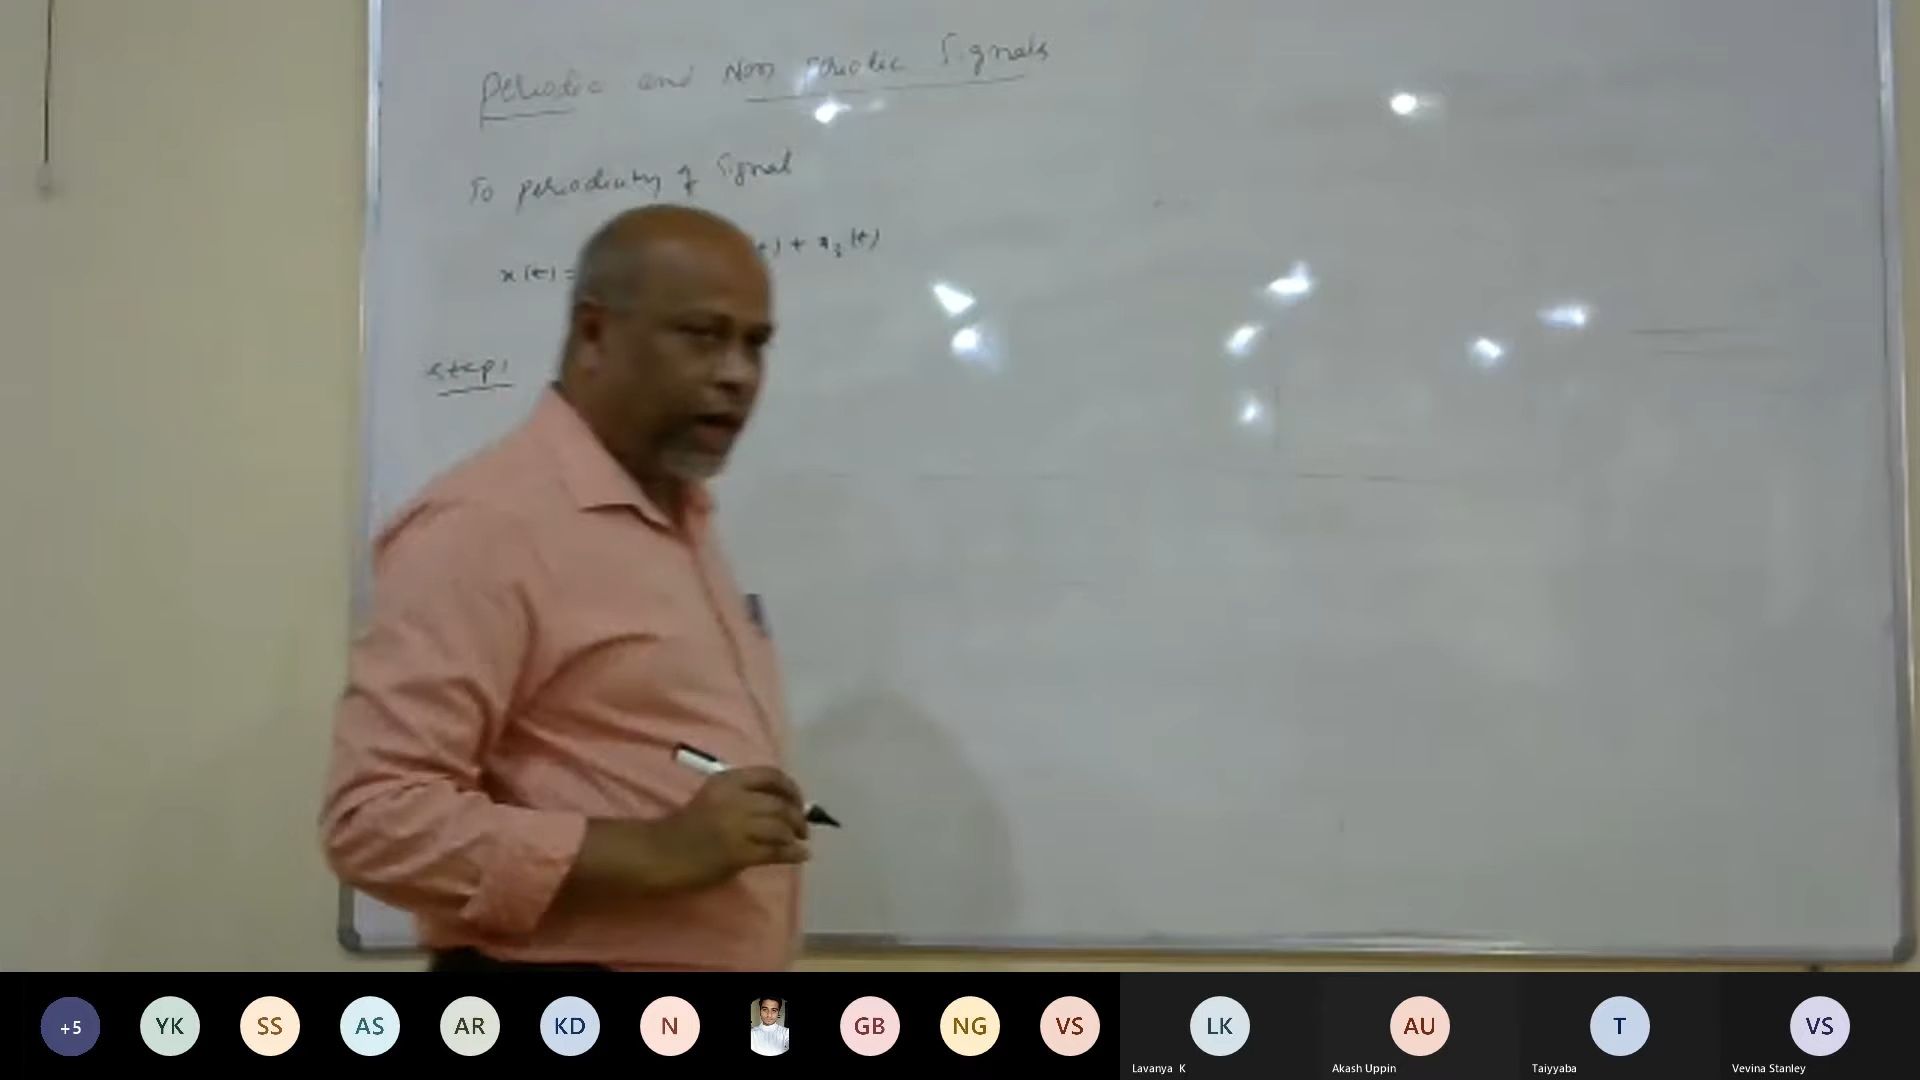 Periodic and Non Periodic Signals
To periodicity of Signal
x(t) = (t) + x3(t)
Step1
+5 YK SS AS AR KD N GB NG VS LK AU T VS
Lavanya K Akash Uppin Taiyyaba Vevina Stanley